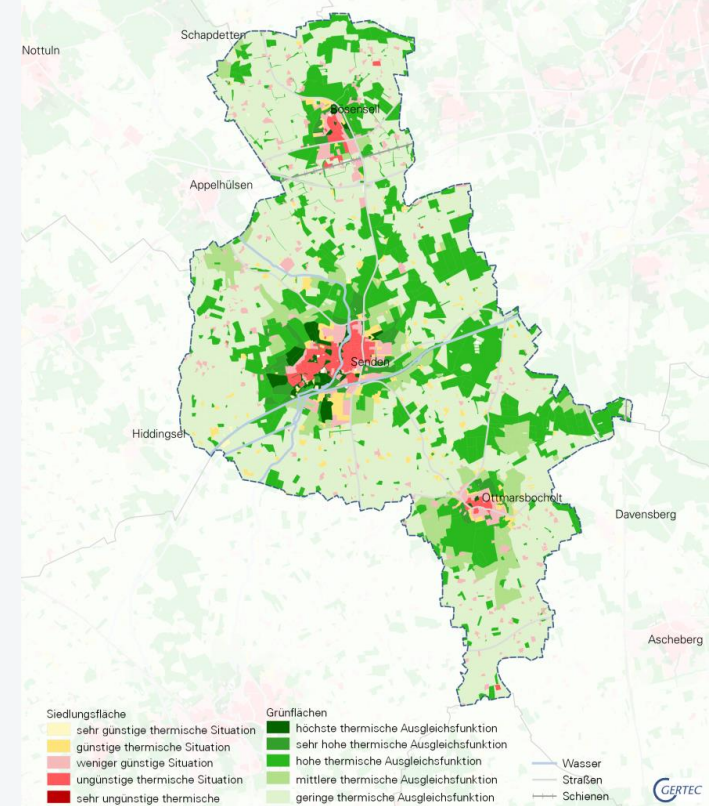 Schapdetten
Nottuln
Bosensell
Appelhülsen
Senden
Hiddingsel
Ottmarsbocholt
Davensberg
Ascheberg
Siedlungsfläche
sehr günstige thermische Situation
günstige thermische Situation
weniger günstige Situation
ungünstige thermische Situation
sehr ungünstige thermische
Grünflächen
höchste thermische Ausgleichsfunktion
sehr hohe thermische Ausgleichsfunktion
hohe thermische Ausgleichsfunktion
mittlere thermische Ausgleichsfunktion
geringe thermische Ausgleichsfunktion
Wasser
Straßen
Schienen
GERTEC